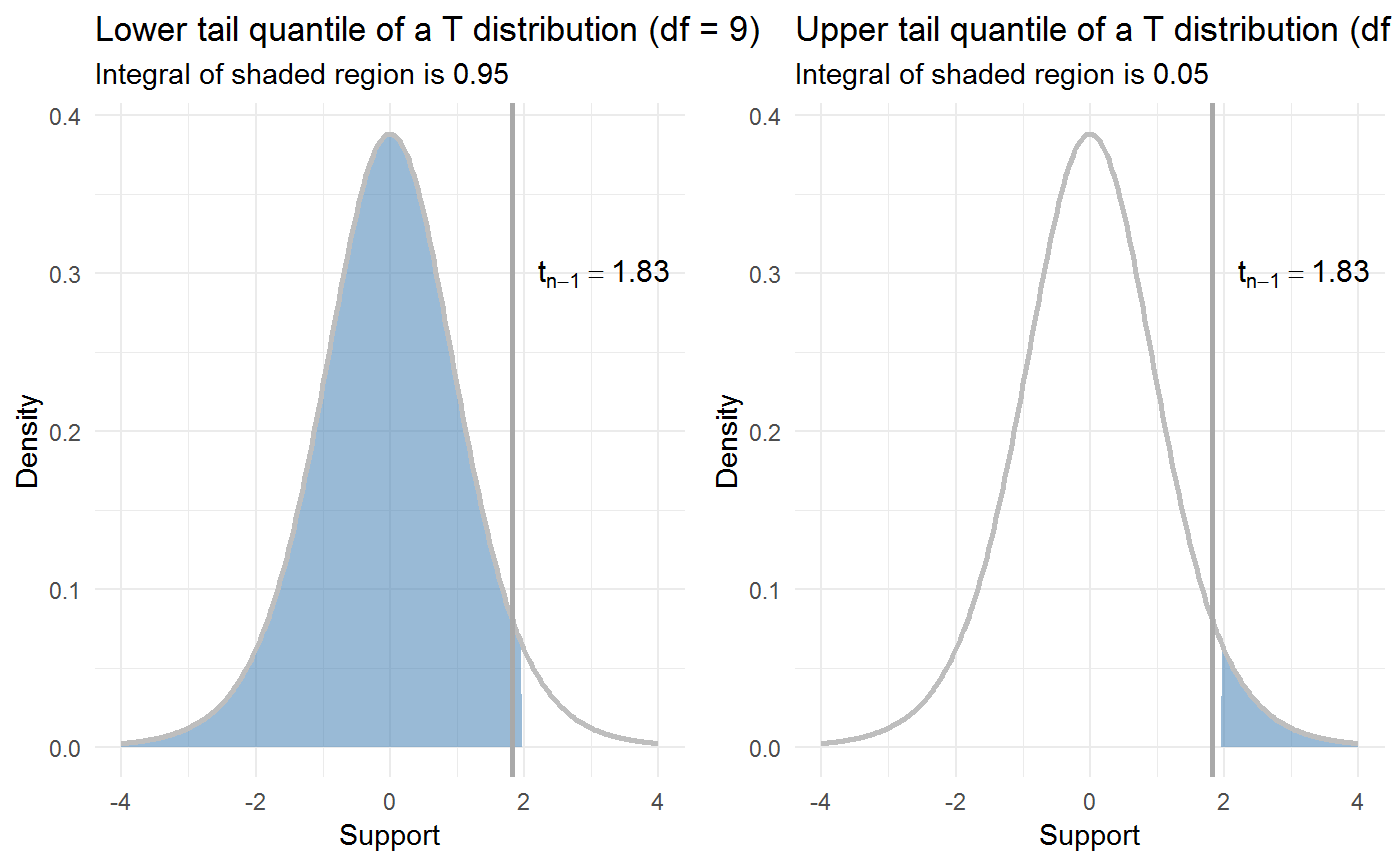 Lower tail quantile of a T distribution (df = 9)
Integral of shaded region is 0.95
0.4
0.3
0.2
0.1
0.0
Density
tn−1 = 1.83
-4 -2 0 2 4
Support
Upper tail quantile of a T distribution (df
Integral of shaded region is 0.05
0.4
0.3
0.2
0.1
0.0
Density
tn−1 = 1.83
-4 -2 0 2 4
Support